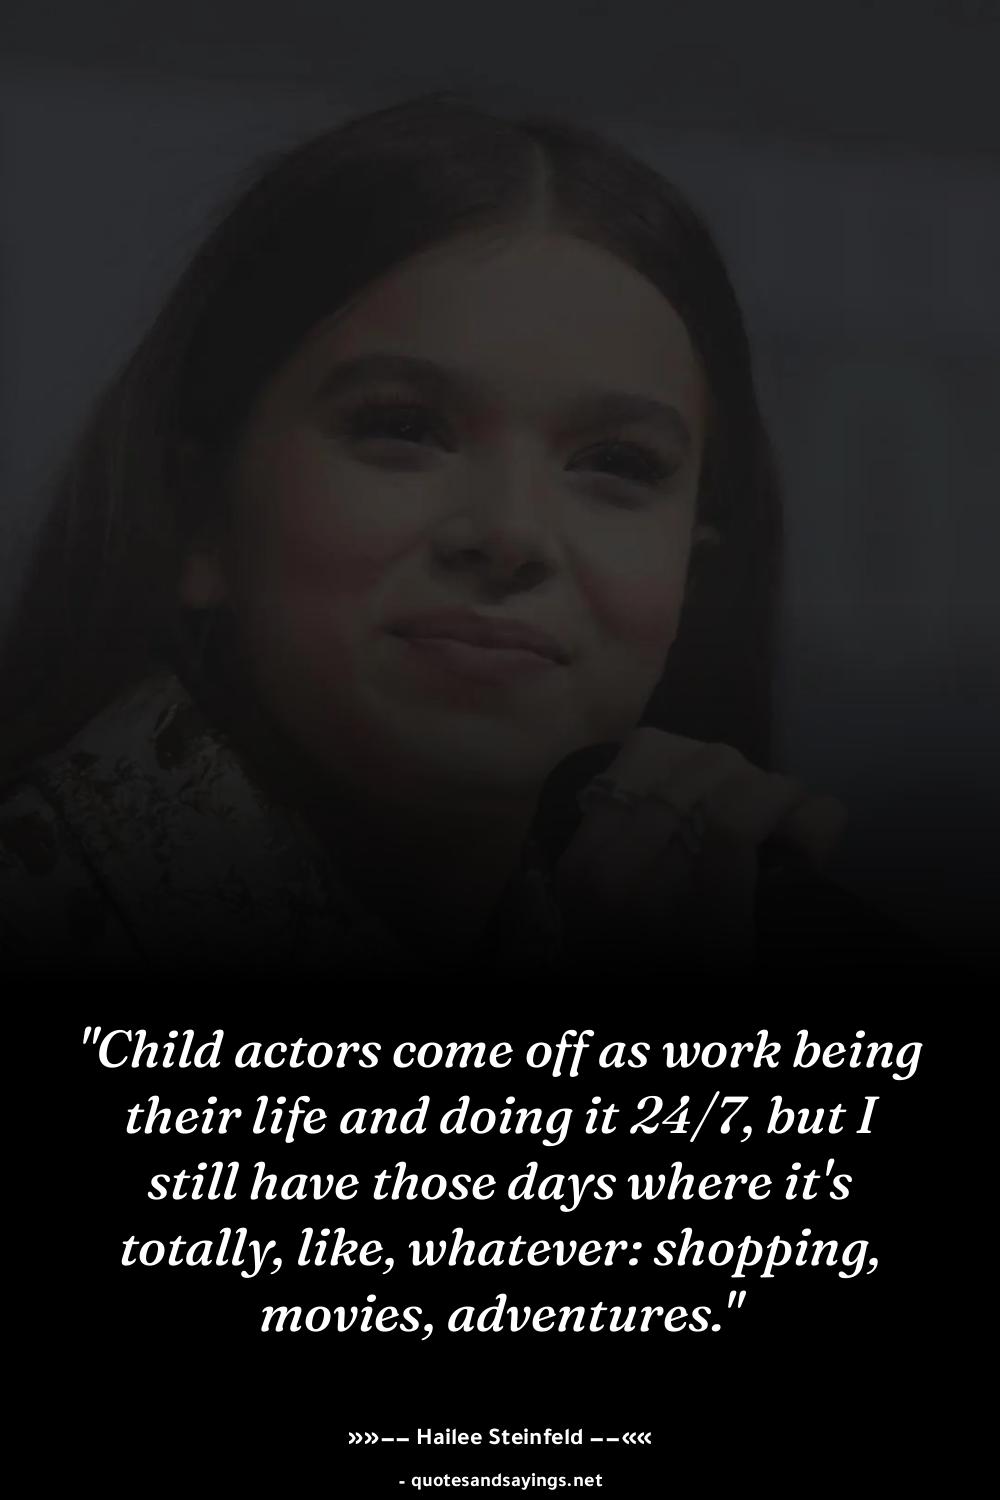 "Child actors come off as work being
their life and doing it 24/7, but I
still have those days where it's
totally, like, whatever: shopping,
movies, adventures."
»»−− Hailee Steinfeld −−««
- quotesandsayings.net